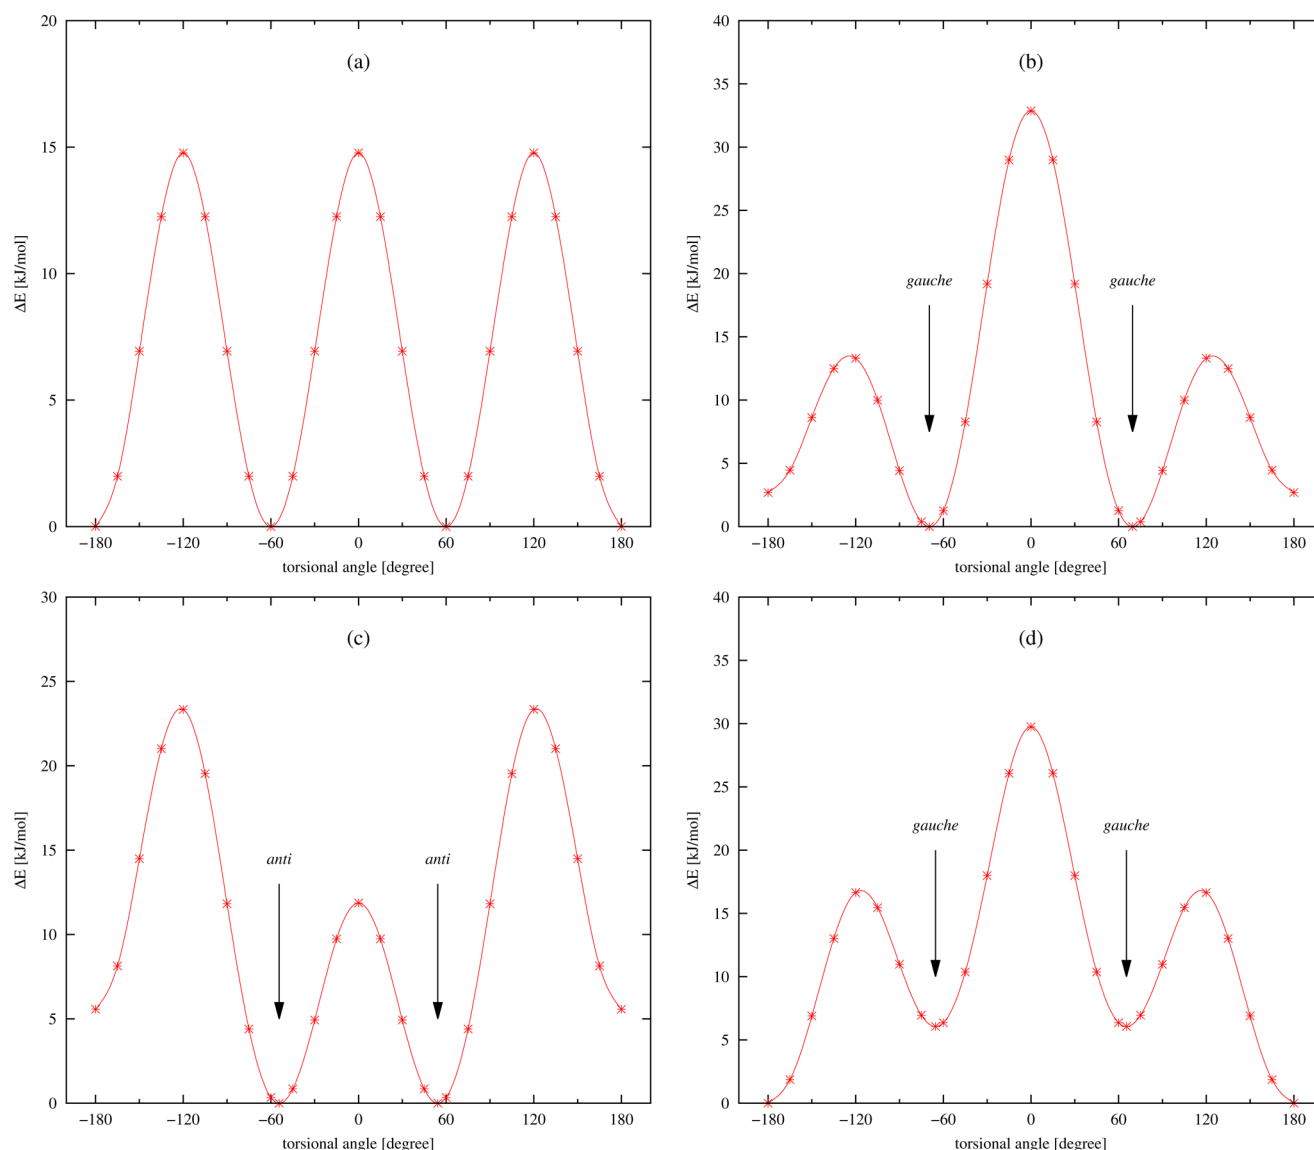 (a)
20
15
10
5
0
ΔE [kJ/mol]
−180 −120 −60 0 60 120 180
torsional angle [degree]
(b)
40
35
30
25
20
15
10
5
0
ΔE [kJ/mol]
gauche gauche
−180 −120 −60 0 60 120 180
torsional angle [degree]
(c)
30
25
20
15
10
5
0
ΔE [kJ/mol]
anti anti
−180 −120 −60 0 60 120 180
torsional angle [degree]
(d)
40
35
30
25
20
15
10
5
0
ΔE [kJ/mol]
gauche gauche
−180 −120 −60 0 60 120 180
torsional angle [degree]